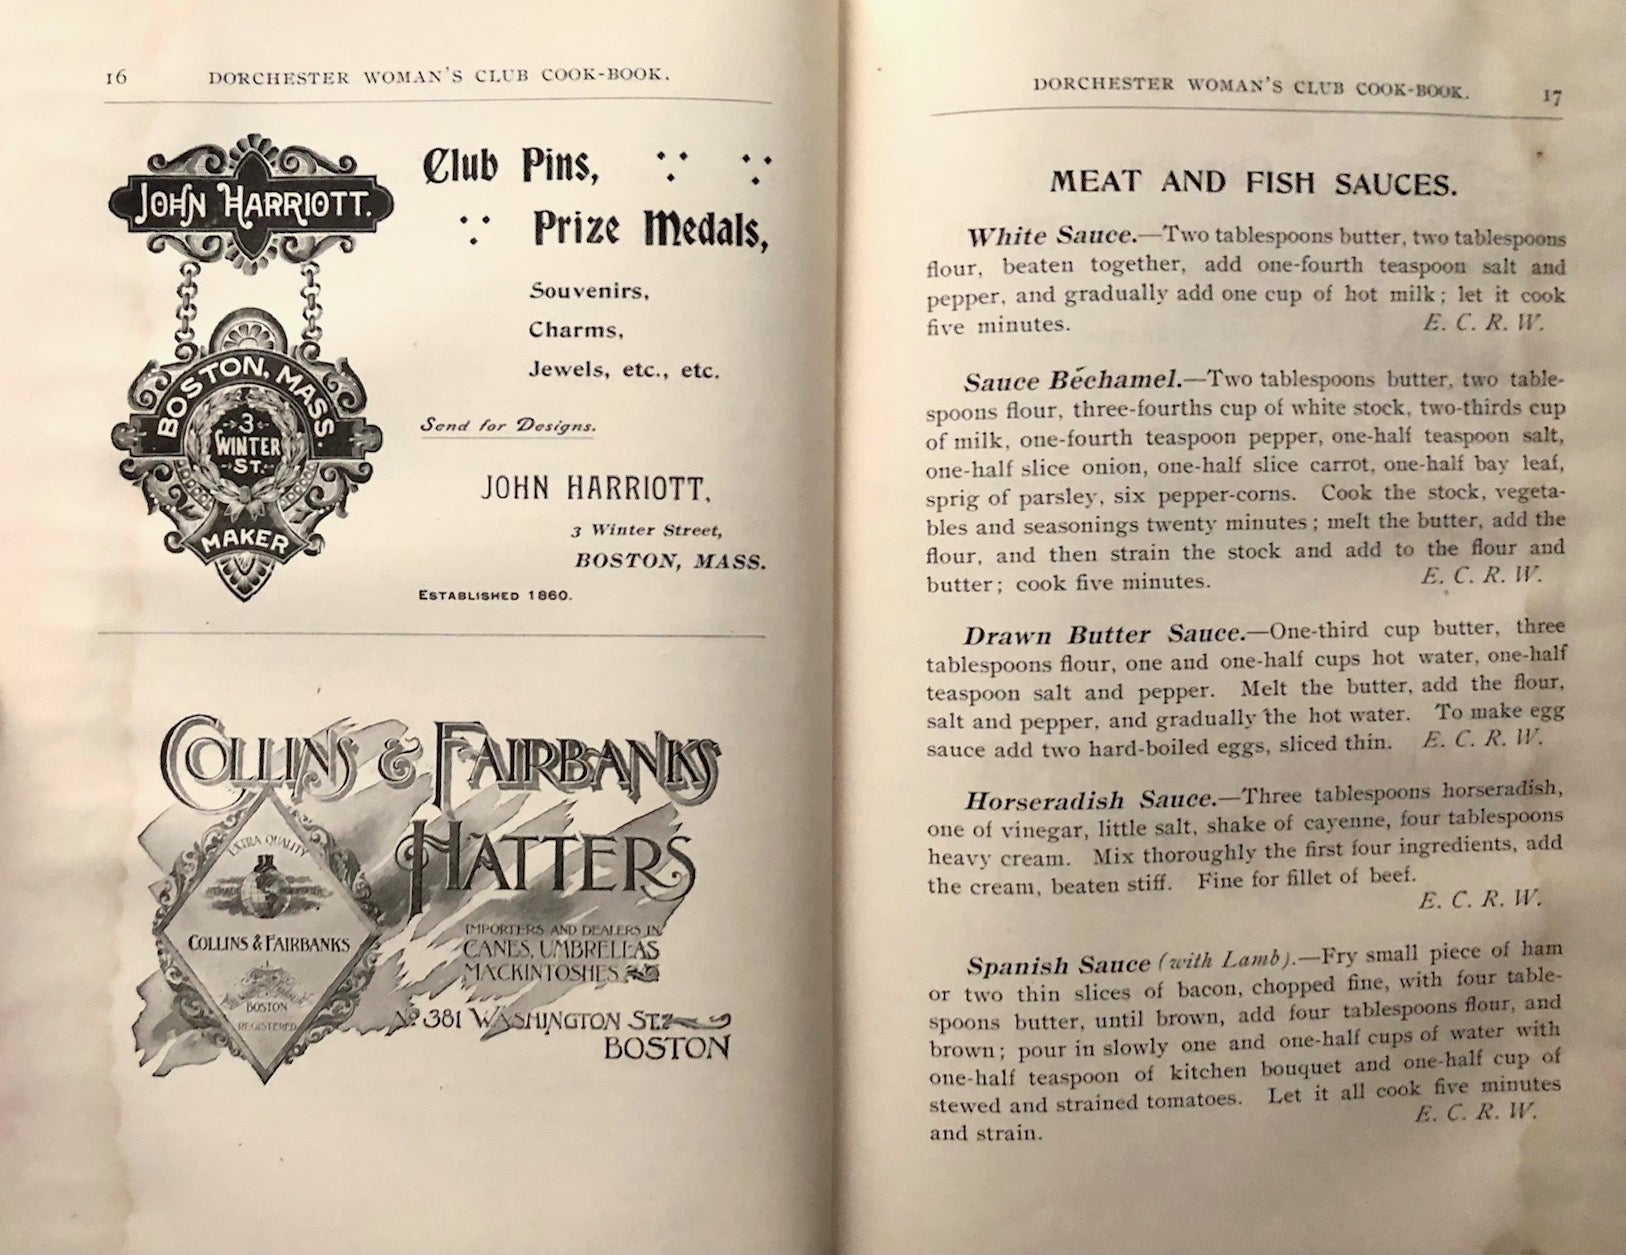 16 DORCHESTER WOMAN'S CLUB COOK-BOOK.
JOHN HARRIOTT.
BOSTON, MASS.
3
WINTER
ST.
MAKER
Club Pins,
Prize Medals,
Souvenirs,
Charms,
Jewels, etc., etc.
Send for Designs.
JOHN HARRIOTT,
3 Winter Street,
BOSTON, MASS.
ESTABLISHED 1860.
COLLINS & FAIRBANKS
HATTERS
EXTRA QUALITY
TRADE
COLLINS & FAIRBANKS
BOSTON
REGISTERED
IMPORTERS AND DEALERS IN
CANES, UMBRELLAS
MACKINTOSHES
No 381 WASHINGTON ST.
BOSTON
DORCHESTER WOMAN'S CLUB COOK-BOOK. 17
MEAT AND FISH SAUCES.
White Sauce.—Two tablespoons butter, two tablespoons
flour, beaten together, add one-fourth teaspoon salt and
pepper, and gradually add one cup of hot milk; let it cook
five minutes. E. C. R. W.
Sauce Béchamel.—Two tablespoons butter, two table-
spoons flour, three-fourths cup of white stock, two-thirds cup
of milk, one-fourth teaspoon pepper, one-half teaspoon salt,
one-half slice onion, one-half slice carrot, one-half bay leaf,
sprig of parsley, six pepper-corns. Cook the stock, vegeta-
bles and seasonings twenty minutes; melt the butter, add the
flour, and then strain the stock and add to the flour and
butter; cook five minutes. E. C. R. W.
Drawn Butter Sauce.—One-third cup butter, three
tablespoons flour, one and one-half cups hot water, one-half
teaspoon salt and pepper. Melt the butter, add the flour,
salt and pepper, and gradually the hot water. To make egg
sauce add two hard-boiled eggs, sliced thin. E. C. R. W.
Horseradish Sauce.—Three tablespoons horseradish,
one of vinegar, little salt, shake of cayenne, four tablespoons
heavy cream. Mix thoroughly the first four ingredients, add
the cream, beaten stiff. Fine for fillet of beef.
E. C. R. W.
Spanish Sauce (with Lamb).—Fry small piece of ham
or two thin slices of bacon, chopped fine, with four table-
spoons butter, until brown, add four tablespoons flour, and
brown; pour in slowly one and one-half cups of water with
one-half teaspoon of kitchen bouquet and one-half cup of
stewed and strained tomatoes. Let it all cook five minutes
and strain. E. C. R. W.